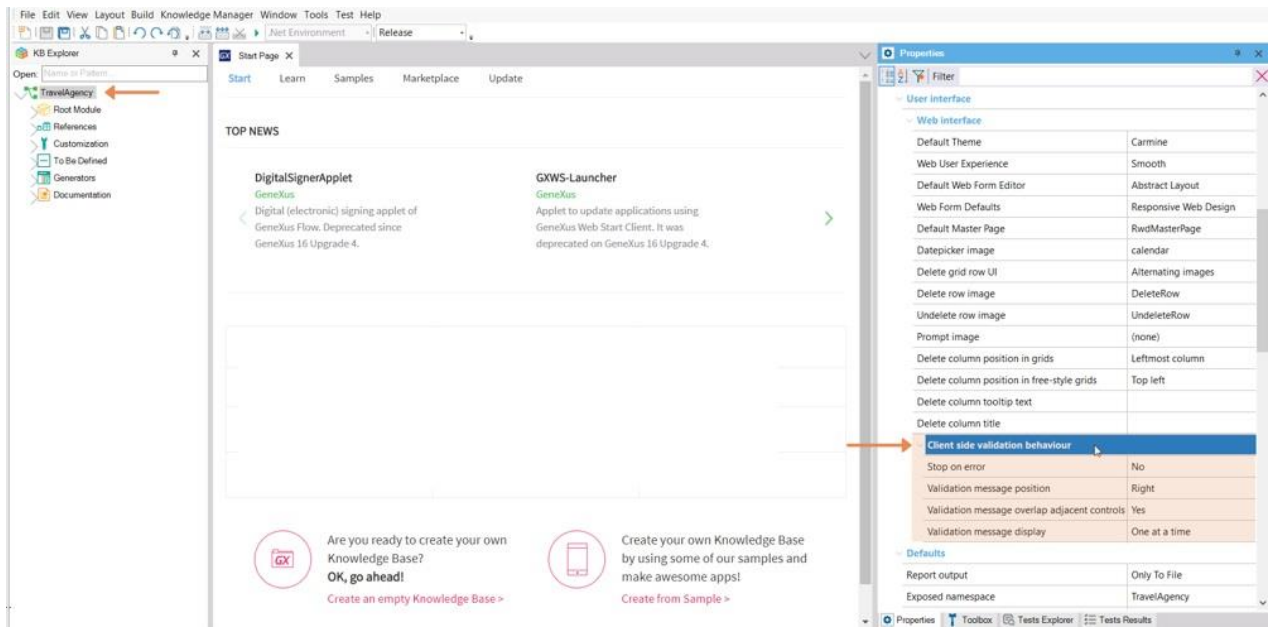 File Edit View Layout Build Knowledge Manager Window Tools Test Help
.Net Environment Release
KB Explorer
Open: Name or Pattern...
TravelAgency
Root Module
References
Customization
To Be Defined
Generators
Documentation
GX Start Page X
Start Learn Samples Marketplace Update
TOP NEWS
DigitalSignerApplet
GeneXus
Digital (electronic) signing applet of
GeneXus Flow. Deprecated since
GeneXus 16 Upgrade 4.
GXWS-Launcher
GeneXus
Applet to update applications using
GeneXus Web Start Client. It was
deprecated on GeneXus 16 Upgrade 4.
GX
Are you ready to create your own
Knowledge Base?
OK, go ahead!
Create an empty Knowledge Base >
Create your own Knowledge Base
by using some of our samples and
make awesome apps!
Create from Sample >
Properties
Filter
User interface
Web interface
Default Theme Carmine
Web User Experience Smooth
Default Web Form Editor Abstract Layout
Web Form Defaults Responsive Web Design
Default Master Page RwdMasterPage
Datepicker image calendar
Delete grid row UI Alternating images
Delete row image DeleteRow
Undelete row image UndeleteRow
Prompt image (none)
Delete column position in grids Leftmost column
Delete column position in free-style grids Top left
Delete column tooltip text
Delete column title
Client side validation behaviour
Stop on error No
Validation message position Right
Validation message overlap adjacent controls Yes
Validation message display One at a time
Defaults
Report output Only To File
Exposed namespace TravelAgency
Properties Toolbox Tests Explorer Tests Results